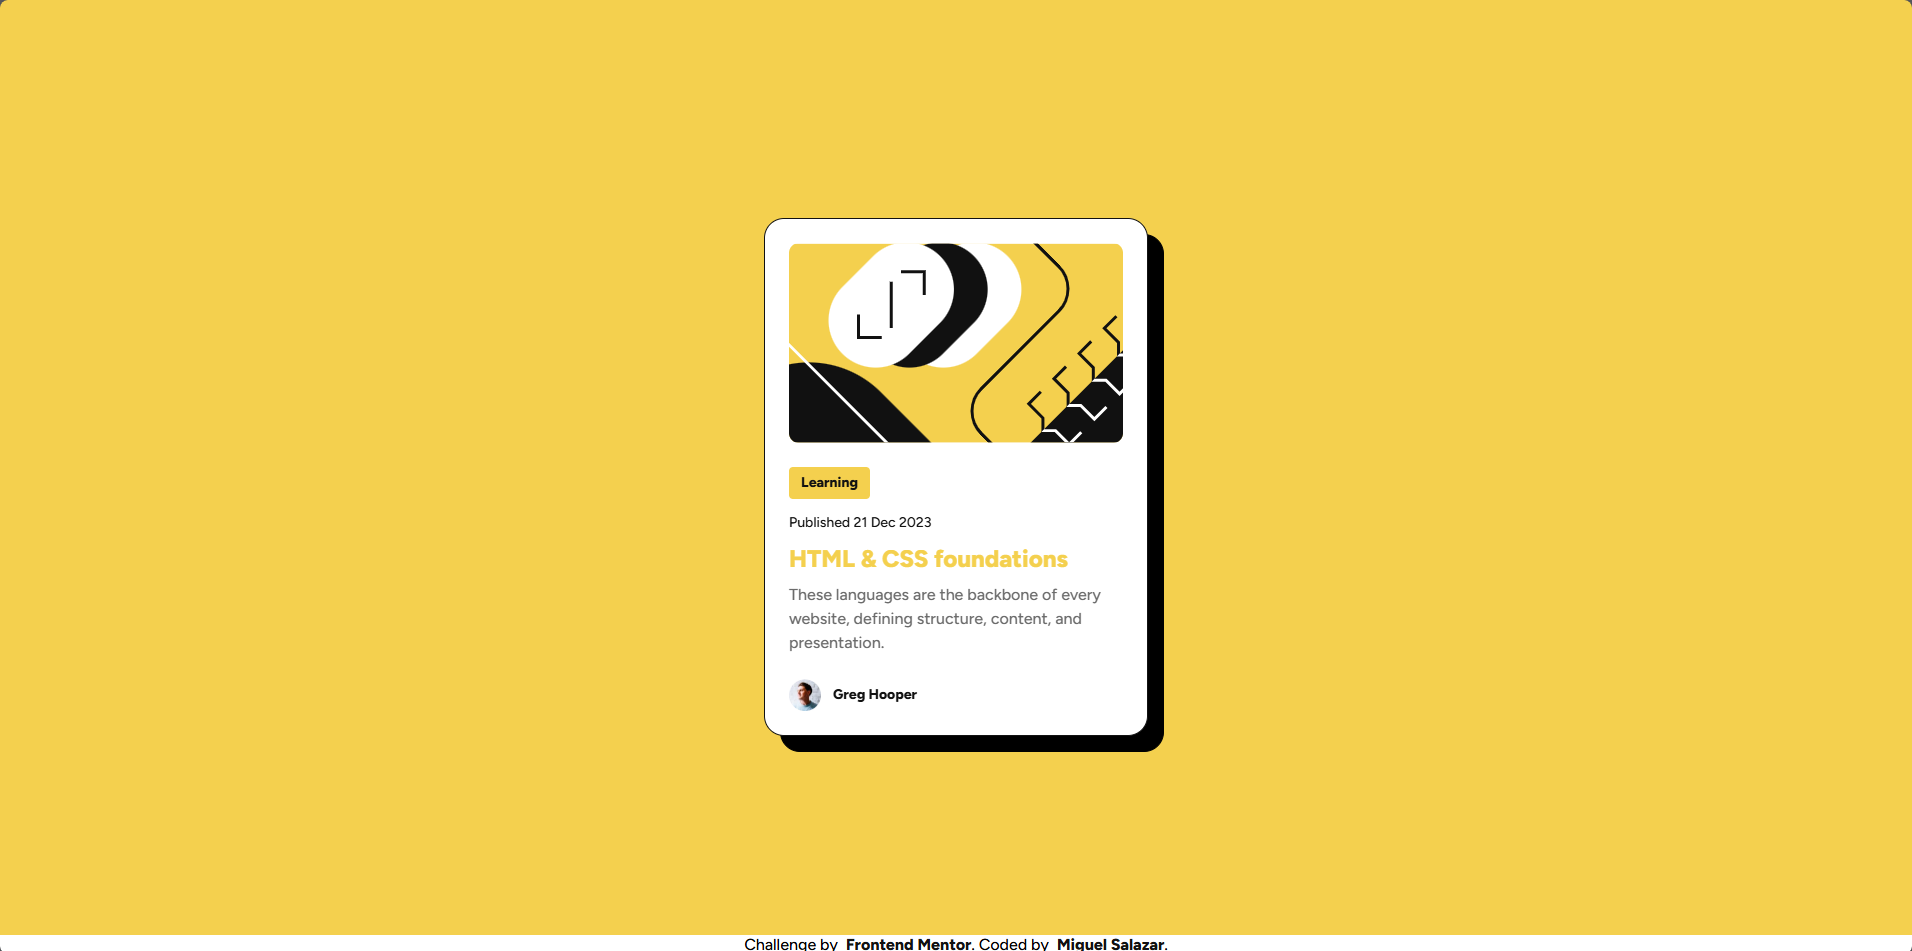 Learning
Published 21 Dec 2023
HTML & CSS foundations
These languages are the backbone of every
website, defining structure, content, and
presentation.
Greg Hooper
Challenge by Frontend Mentor. Coded by Miguel Salazar.